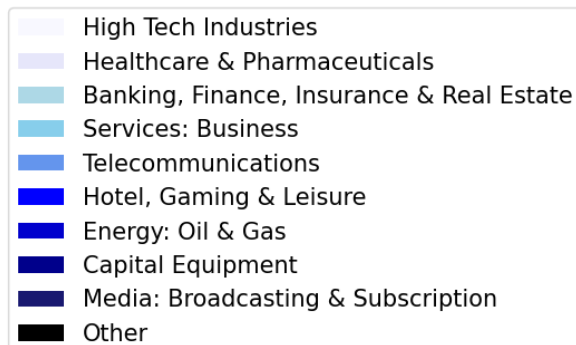 High Tech Industries
Healthcare & Pharmaceuticals
Banking, Finance, Insurance & Real Estate
Services: Business
Telecommunications
Hotel, Gaming & Leisure
Energy: Oil & Gas
Capital Equipment
Media: Broadcasting & Subscription
Other